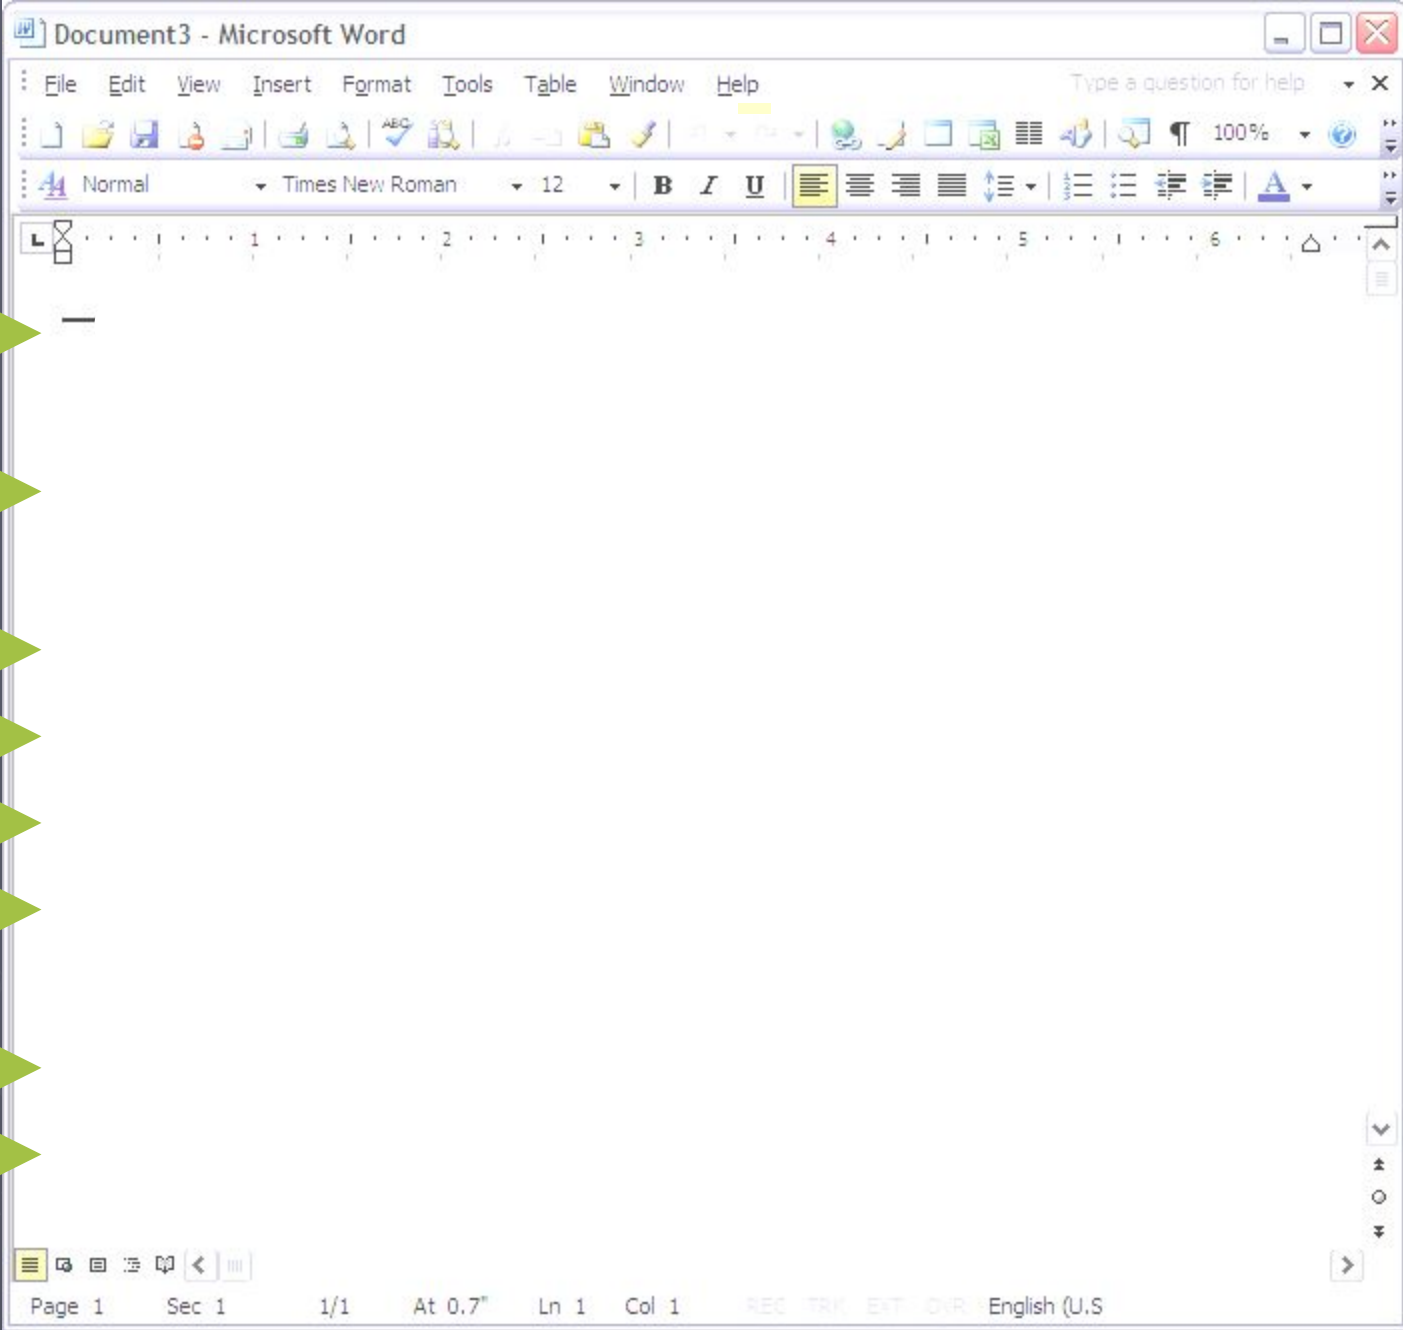 Document3 - Microsoft Word
File Edit View Insert Format Tools Table Window Help Type a question for help
ABC 100%
Normal Times New Roman 12 B I U A
1 2 3 4 5 6
Page 1 Sec 1 1/1 At 0.7" Ln 1 Col 1 REC TRK EXT OVR English (U.S